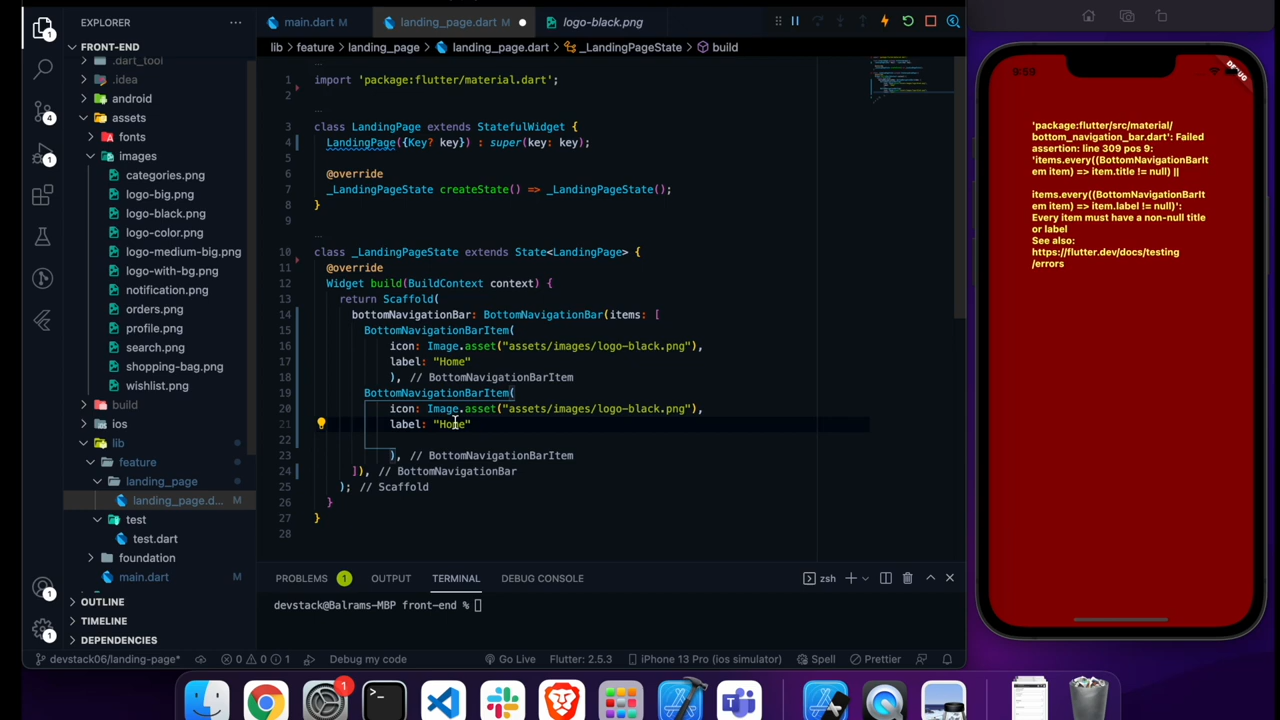 EXPLORER
FRONT-END
.dart_tool
.idea
android
assets
fonts
images
categories.png
logo-big.png
logo-black.png
logo-color.png
logo-medium-big.png
logo-with-bg.png
notification.png
orders.png
profile.png
search.png
shopping-bag.png
wishlist.png
build
ios
lib
feature
landing_page
landing_page.d... M
test
test.dart
foundation
main.dart M
OUTLINE
TIMELINE
DEPENDENCIES
main.dart M
landing_page.dart
logo-black.png
lib > feature > landing_page > landing_page.dart > _LandingPageState > build
1 import 'package:flutter/material.dart';
2
3 class LandingPage extends StatefulWidget {
4 LandingPage({Key? key}) : super(key: key);
5
6 @override
7 _LandingPageState createState() => _LandingPageState();
8 }
9
10 class _LandingPageState extends State<LandingPage> {
11 @override
12 Widget build(BuildContext context) {
13 return Scaffold(
14 bottomNavigationBar: BottomNavigationBar(items: [
15 BottomNavigationBarItem(
16 icon: Image.asset("assets/images/logo-black.png"),
17 label: "Home"
18 ), // BottomNavigationBarItem
19 BottomNavigationBarItem(
20 icon: Image.asset("assets/images/logo-black.png"),
21 label: "Home"
22
23 ), // BottomNavigationBarItem
24 ]), // BottomNavigationBar
25 ); // Scaffold
26 }
27 }
28
PROBLEMS 1 OUTPUT TERMINAL DEBUG CONSOLE
zsh
devstack@Balrams-MBP front-end %
devstack06/landing-page* 0 0 1 Debug my code Go Live Flutter: 2.5.3 iPhone 13 Pro (ios simulator) Spell Prettier
9:59
DEBUG
'package:flutter/src/material/
bottom_navigation_bar.dart': Failed
assertion: line 309 pos 9:
'items.every((BottomNavigationBarIt
em item) => item.title != null) ||
items.every((BottomNavigationBarIt
em item) => item.label != null)':
Every item must have a non-null title
or label
See also:
https://flutter.dev/docs/testing
/errors